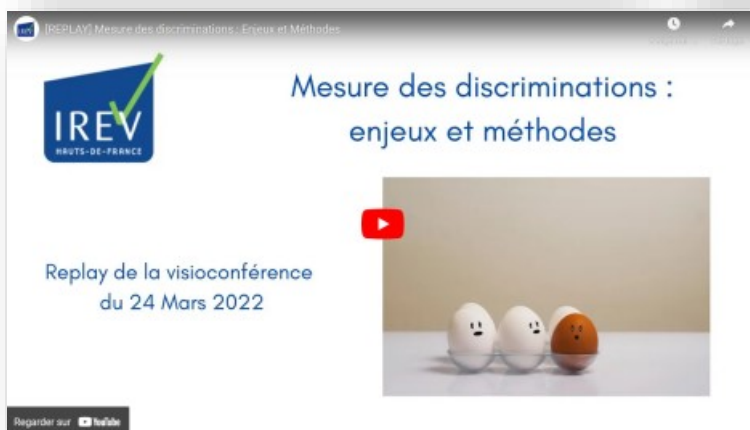 [REPLAY] Mesure des discriminations : Enjeux et Méthodes
IREV
HAUTS-DE-FRANCE
Mesure des discriminations :
enjeux et méthodes
Replay de la visioconférence
du 24 Mars 2022
Regarder sur YouTube